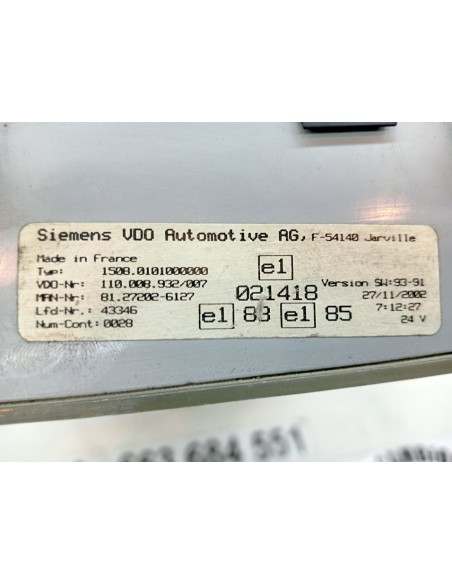 Siemens VDO Automotive AG, F-54140 Jarville
Made in France
Typ: 1508.0101000000 e1
VDO-Nr: 110.008.932/007 Version SW:93-91
MAN-Nr: 81.27202-6127 021418 27/11/2002
Lfd-Nr.: 43346 e1 83 e1 85 7:12:27
Num-Cont: 0028 24 V
684 551